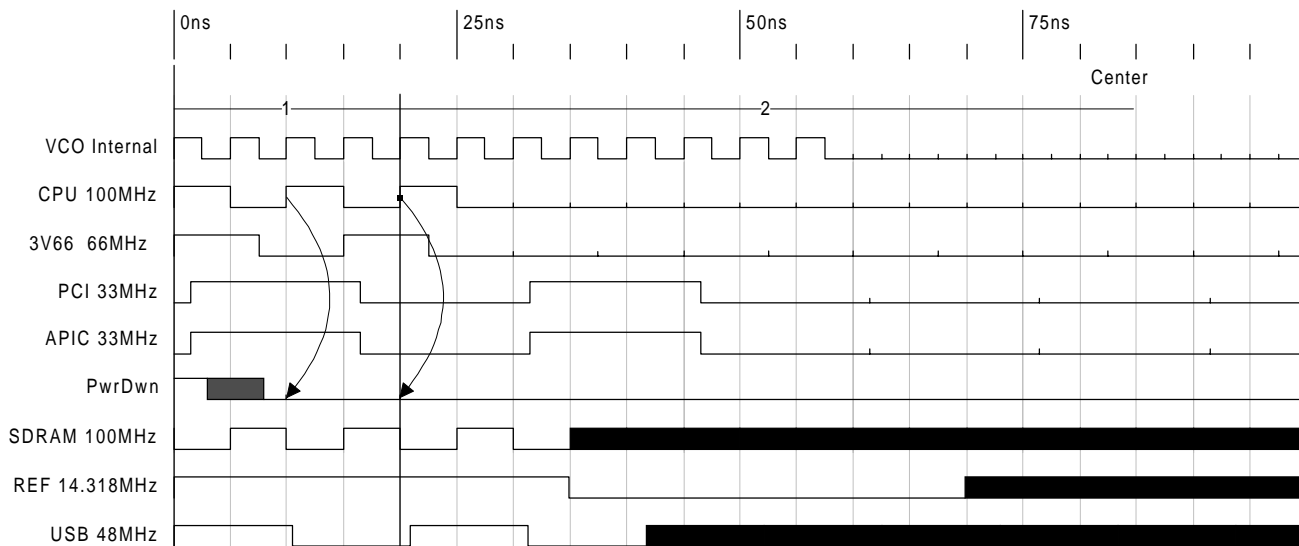 0ns 25ns 50ns 75ns
Center
1 2
VCO Internal
CPU 100MHz
3V66 66MHz
PCI 33MHz
APIC 33MHz
PwrDwn
SDRAM 100MHz
REF 14.318MHz
USB 48MHz